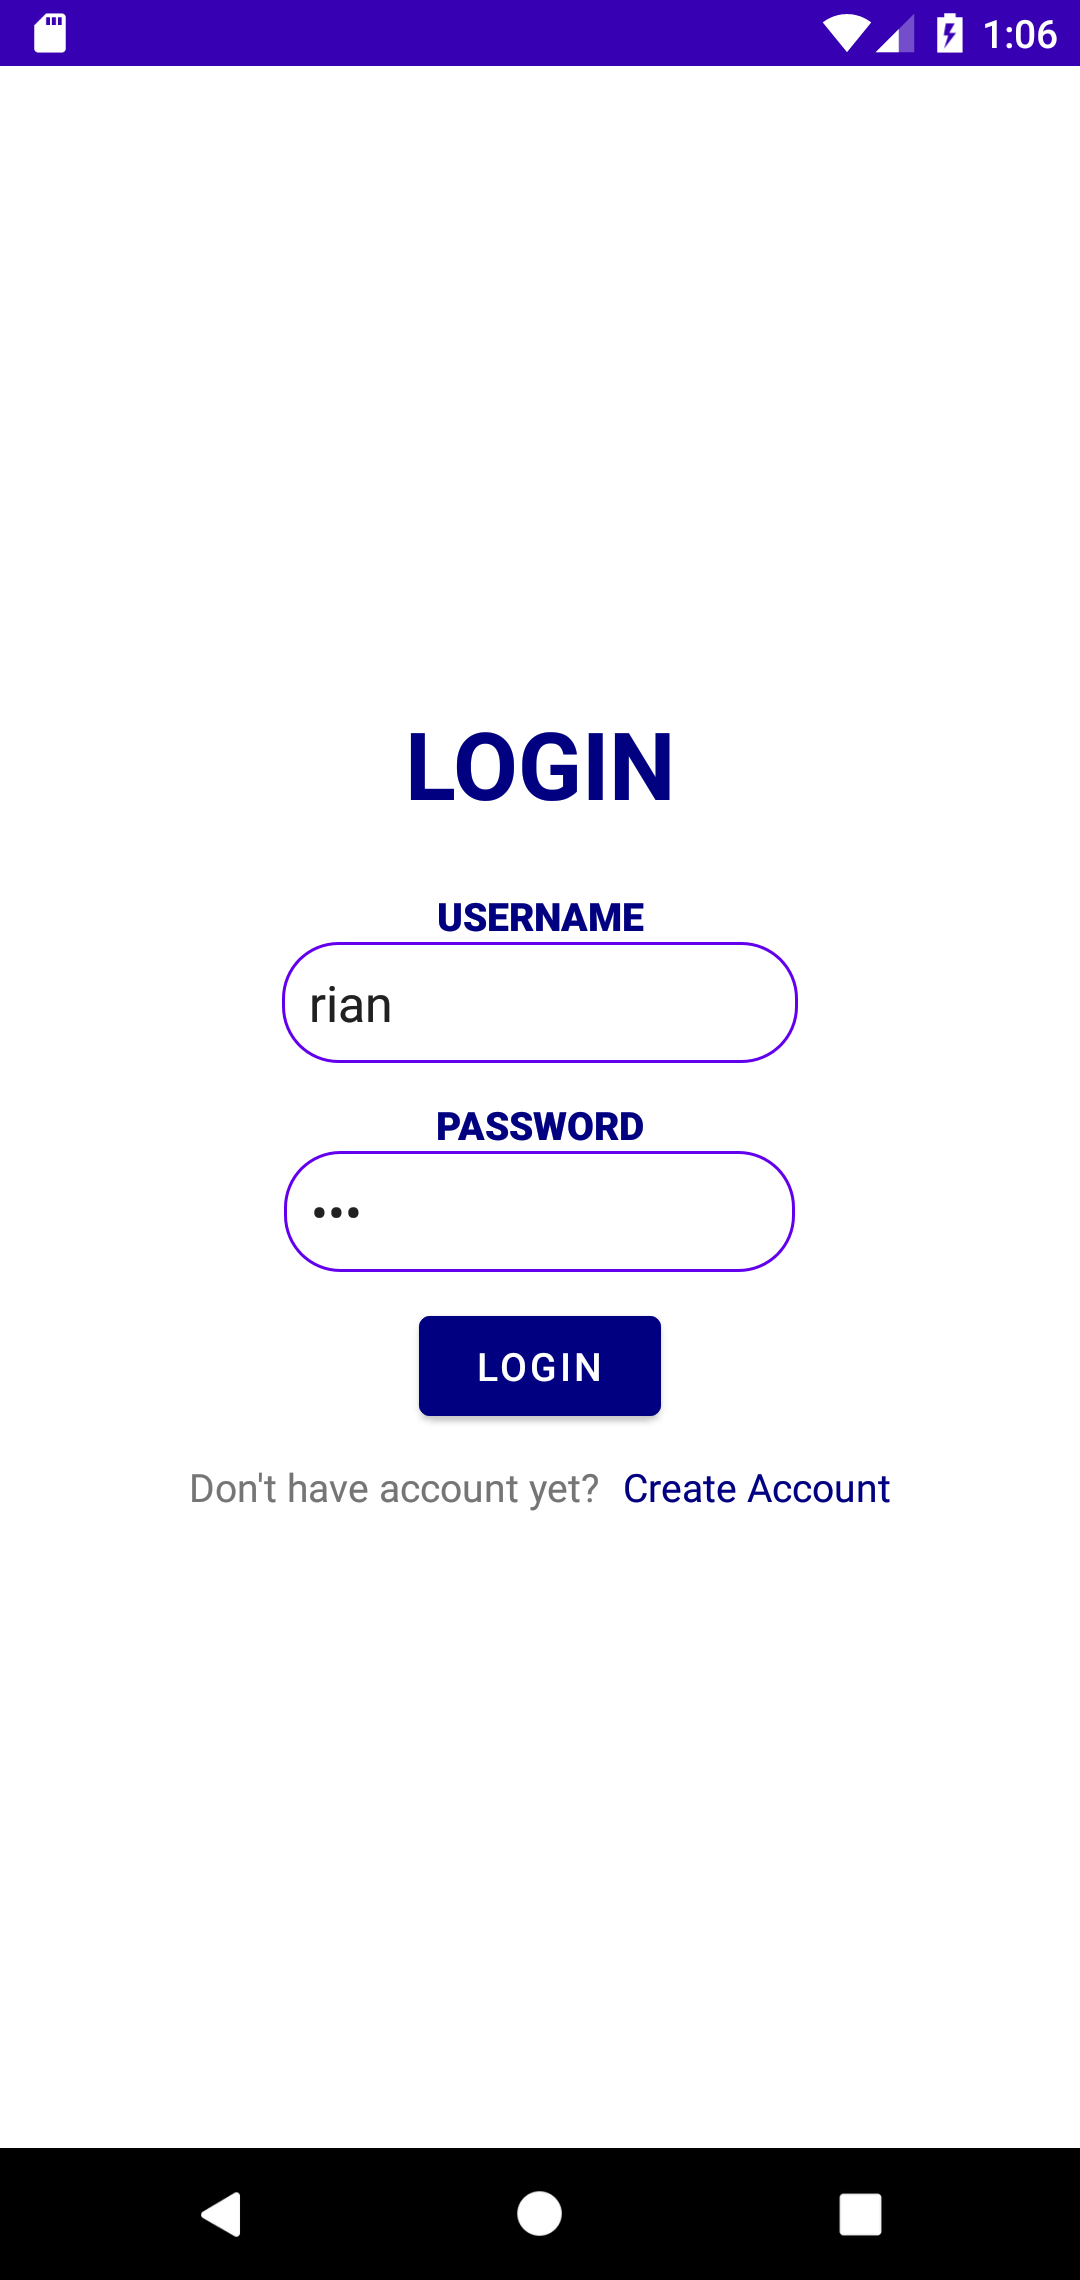 1:06
LOGIN
USERNAME
rian
PASSWORD
•••
LOGIN
Don't have account yet? Create Account